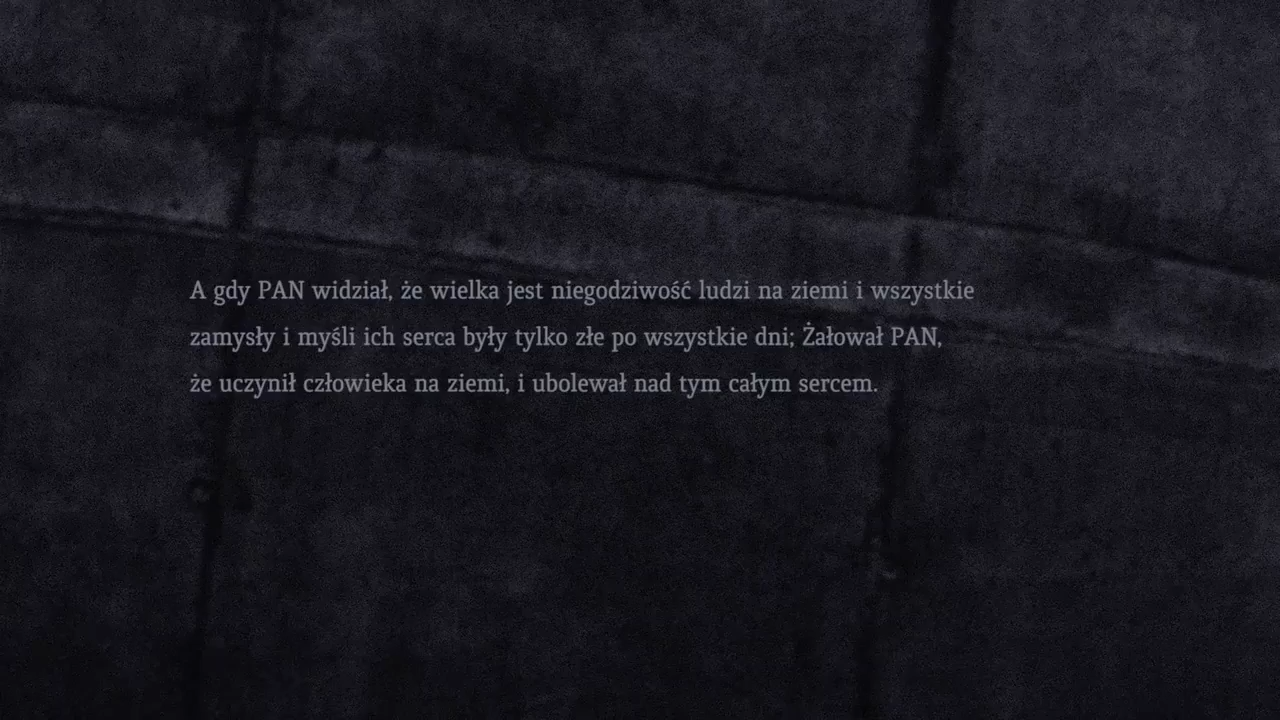 A gdy PAN widział, że wielka jest niegodziwość ludzi na ziemi i wszystkie
zamysły i myśli ich serca były tylko złe po wszystkie dni; Żałował PAN,
że uczynił człowieka na ziemi, i ubolewał nad tym całym sercem.